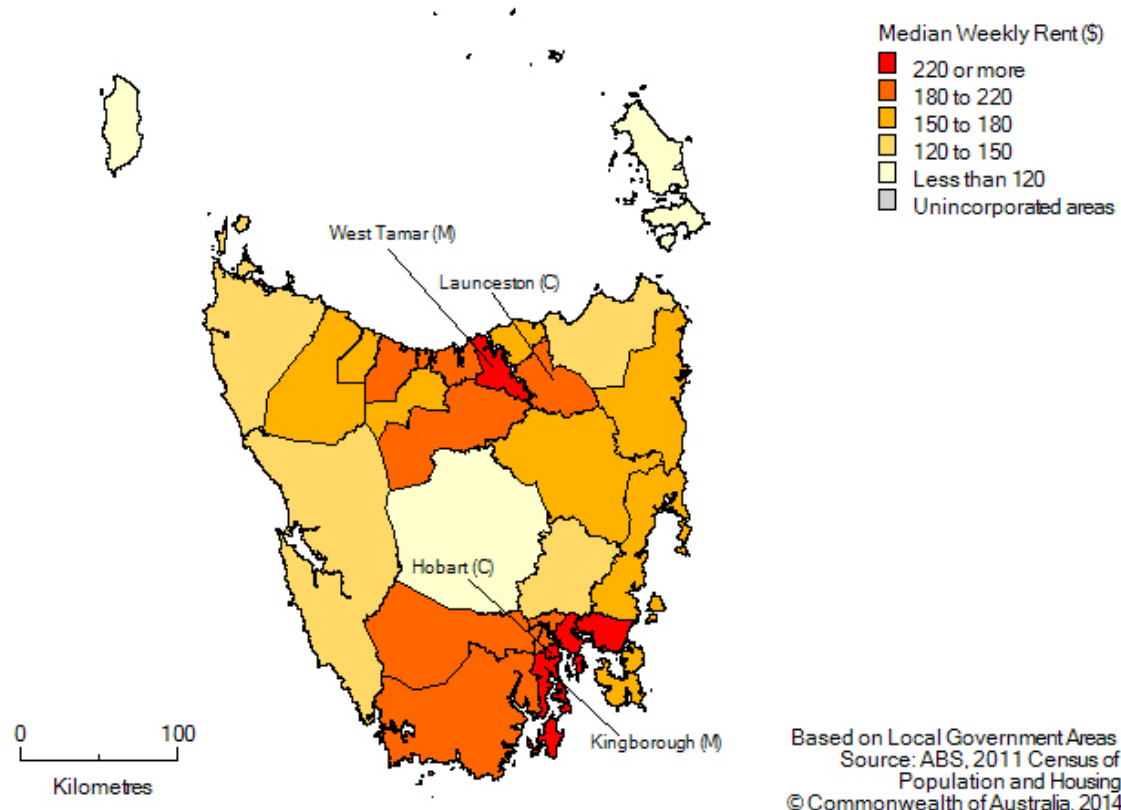 Median Weekly Rent ($)
220 or more
180 to 220
150 to 180
120 to 150
Less than 120
Unincorporated areas
West Tamar (M)
Launceston (C)
Hobart (C)
Kingborough (M)
0 100
Kilometres
Based on Local Government Areas
Source: ABS, 2011 Census of
Population and Housing
© Commonwealth of Australia, 2014